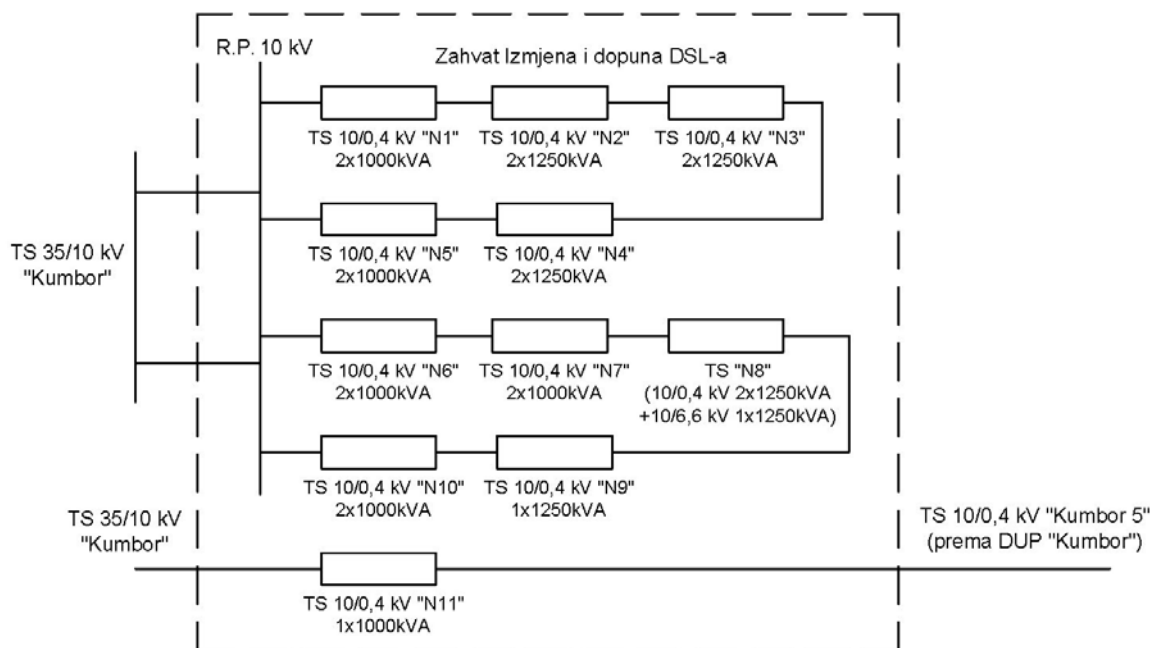 R.P. 10 kV
Zahvat Izmjena i dopuna DSL-a
TS 10/0,4 kV "N1"
2x1000kVA
TS 10/0,4 kV "N2"
2x1250kVA
TS 10/0,4 kV "N3"
2x1250kVA
TS 35/10 kV
"Kumbor"
TS 10/0,4 kV "N5"
2x1000kVA
TS 10/0,4 kV "N4"
2x1250kVA
TS 10/0,4 kV "N6"
2x1000kVA
TS 10/0,4 kV "N7"
2x1000kVA
TS "N8"
(10/0,4 kV 2x1250kVA
+10/6,6 kV 1x1250kVA)
TS 10/0,4 kV "N10"
2x1000kVA
TS 10/0,4 kV "N9"
1x1250kVA
TS 35/10 kV
"Kumbor"
TS 10/0,4 kV "Kumbor 5"
(prema DUP "Kumbor")
TS 10/0,4 kV "N11"
1x1000kVA